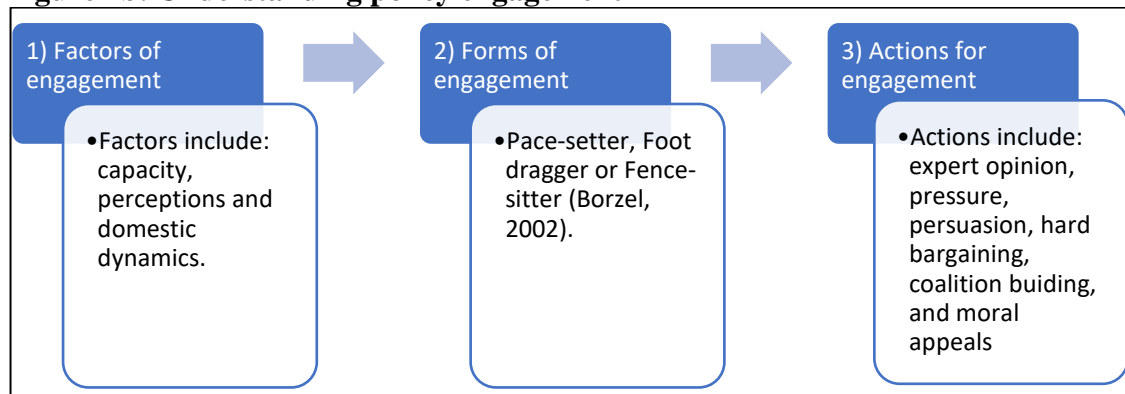 1) Factors of
engagement
•Factors include:
capacity,
perceptions and
domestic
dynamics.
2) Forms of
engagement
•Pace-setter, Foot
dragger or Fence-
sitter (Borzel,
2002).
3) Actions for
engagement
•Actions include:
expert opinion,
pressure,
persuasion, hard
bargaining,
coalition buiding,
and moral
appeals